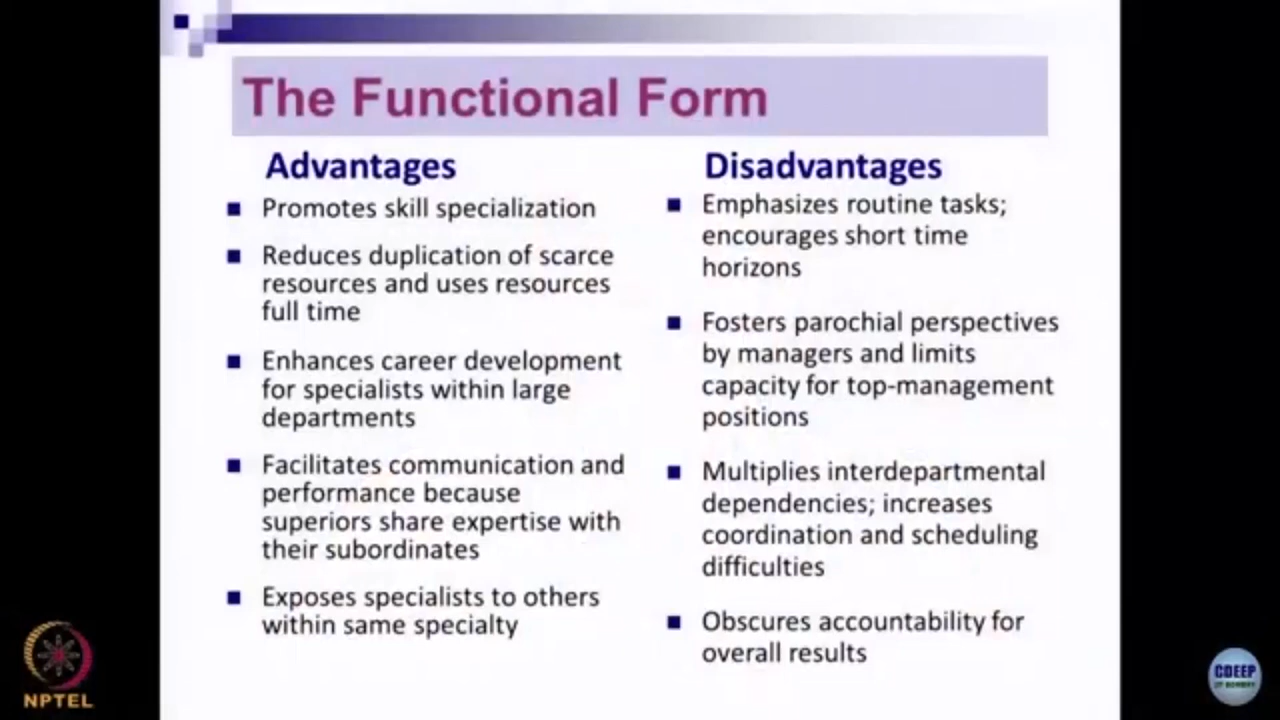 The Functional Form
Advantages
Promotes skill specialization
Reduces duplication of scarce
resources and uses resources
full time
Enhances career development
for specialists within large
departments
Facilitates communication and
performance because
superiors share expertise with
their subordinates
Exposes specialists to others
within same specialty
Disadvantages
Emphasizes routine tasks;
encourages short time
horizons
Fosters parochial perspectives
by managers and limits
capacity for top-management
positions
Multiplies interdepartmental
dependencies; increases
coordination and scheduling
difficulties
Obscures accountability for
overall results
NPTEL
CDEEP
IIT BOMBAY